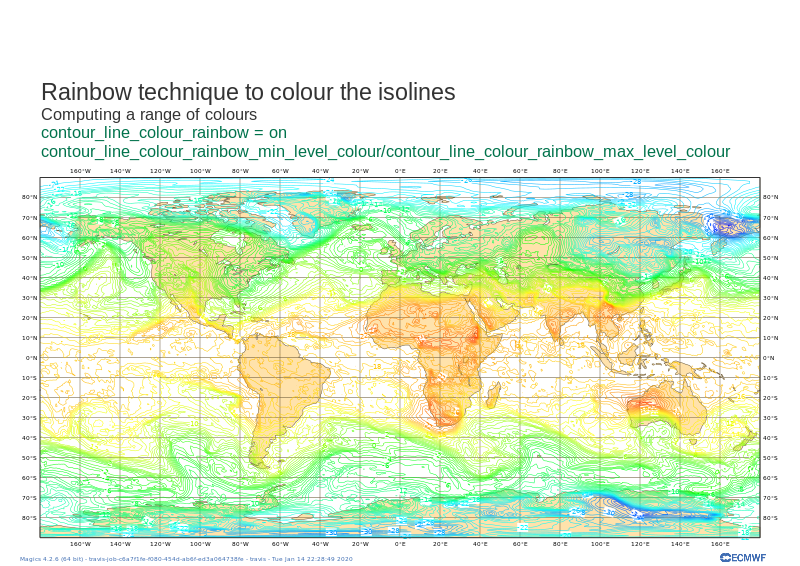 Rainbow technique to colour the isolines
Computing a range of colours
contour_line_colour_rainbow = on
contour_line_colour_rainbow_min_level_colour/contour_line_colour_rainbow_max_level_colour
160°W 140°W 120°W 100°W 80°W 60°W 40°W 20°W 0°E 20°E 40°E 60°E 80°E 100°E 120°E 140°E 160°E
80°N 80°N
70°N 70°N
60°N 60°N
50°N 50°N
40°N 40°N
30°N 30°N
20°N 20°N
10°N 10°N
0°N 0°N
10°S 10°S
20°S 20°S
30°S 30°S
40°S 40°S
50°S 50°S
60°S 60°S
70°S 70°S
80°S 80°S
160°W 140°W 120°W 100°W 80°W 60°W 40°W 20°W 0°E 20°E 40°E 60°E 80°E 100°E 120°E 140°E 160°E
Magics 4.2.6 (64 bit) - travis-job-c6a7f1fe-f080-454d-ab6f-ed3a064738fe - travis - Tue Jan 14 22:28:49 2020
ECMWF